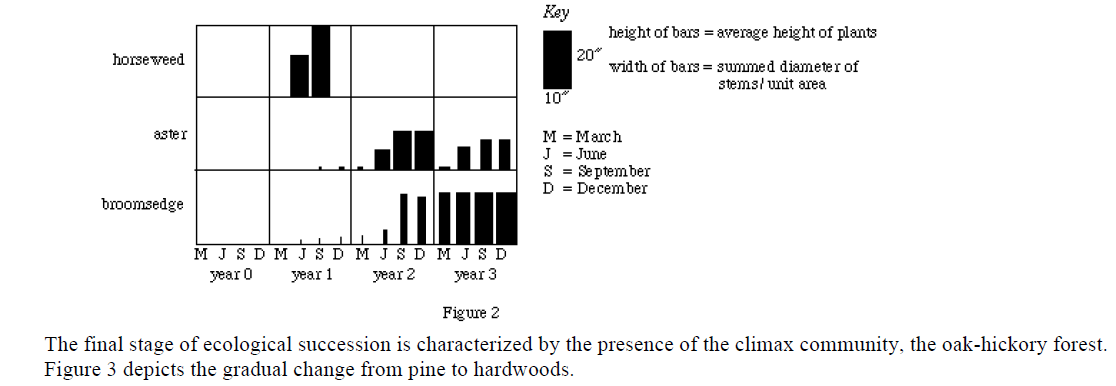 Key
height of bars = average height of plants
20"
width of bars = summed diameter of
stems/ unit area
10"
horseweed
aster
broomsedge
M = March
J = June
S = September
D = December
M J S D M J S D M J S D M J S D
year 0 year 1 year 2 year 3
Figure 2
The final stage of ecological succession is characterized by the presence of the climax community, the oak-hickory forest.
Figure 3 depicts the gradual change from pine to hardwoods.